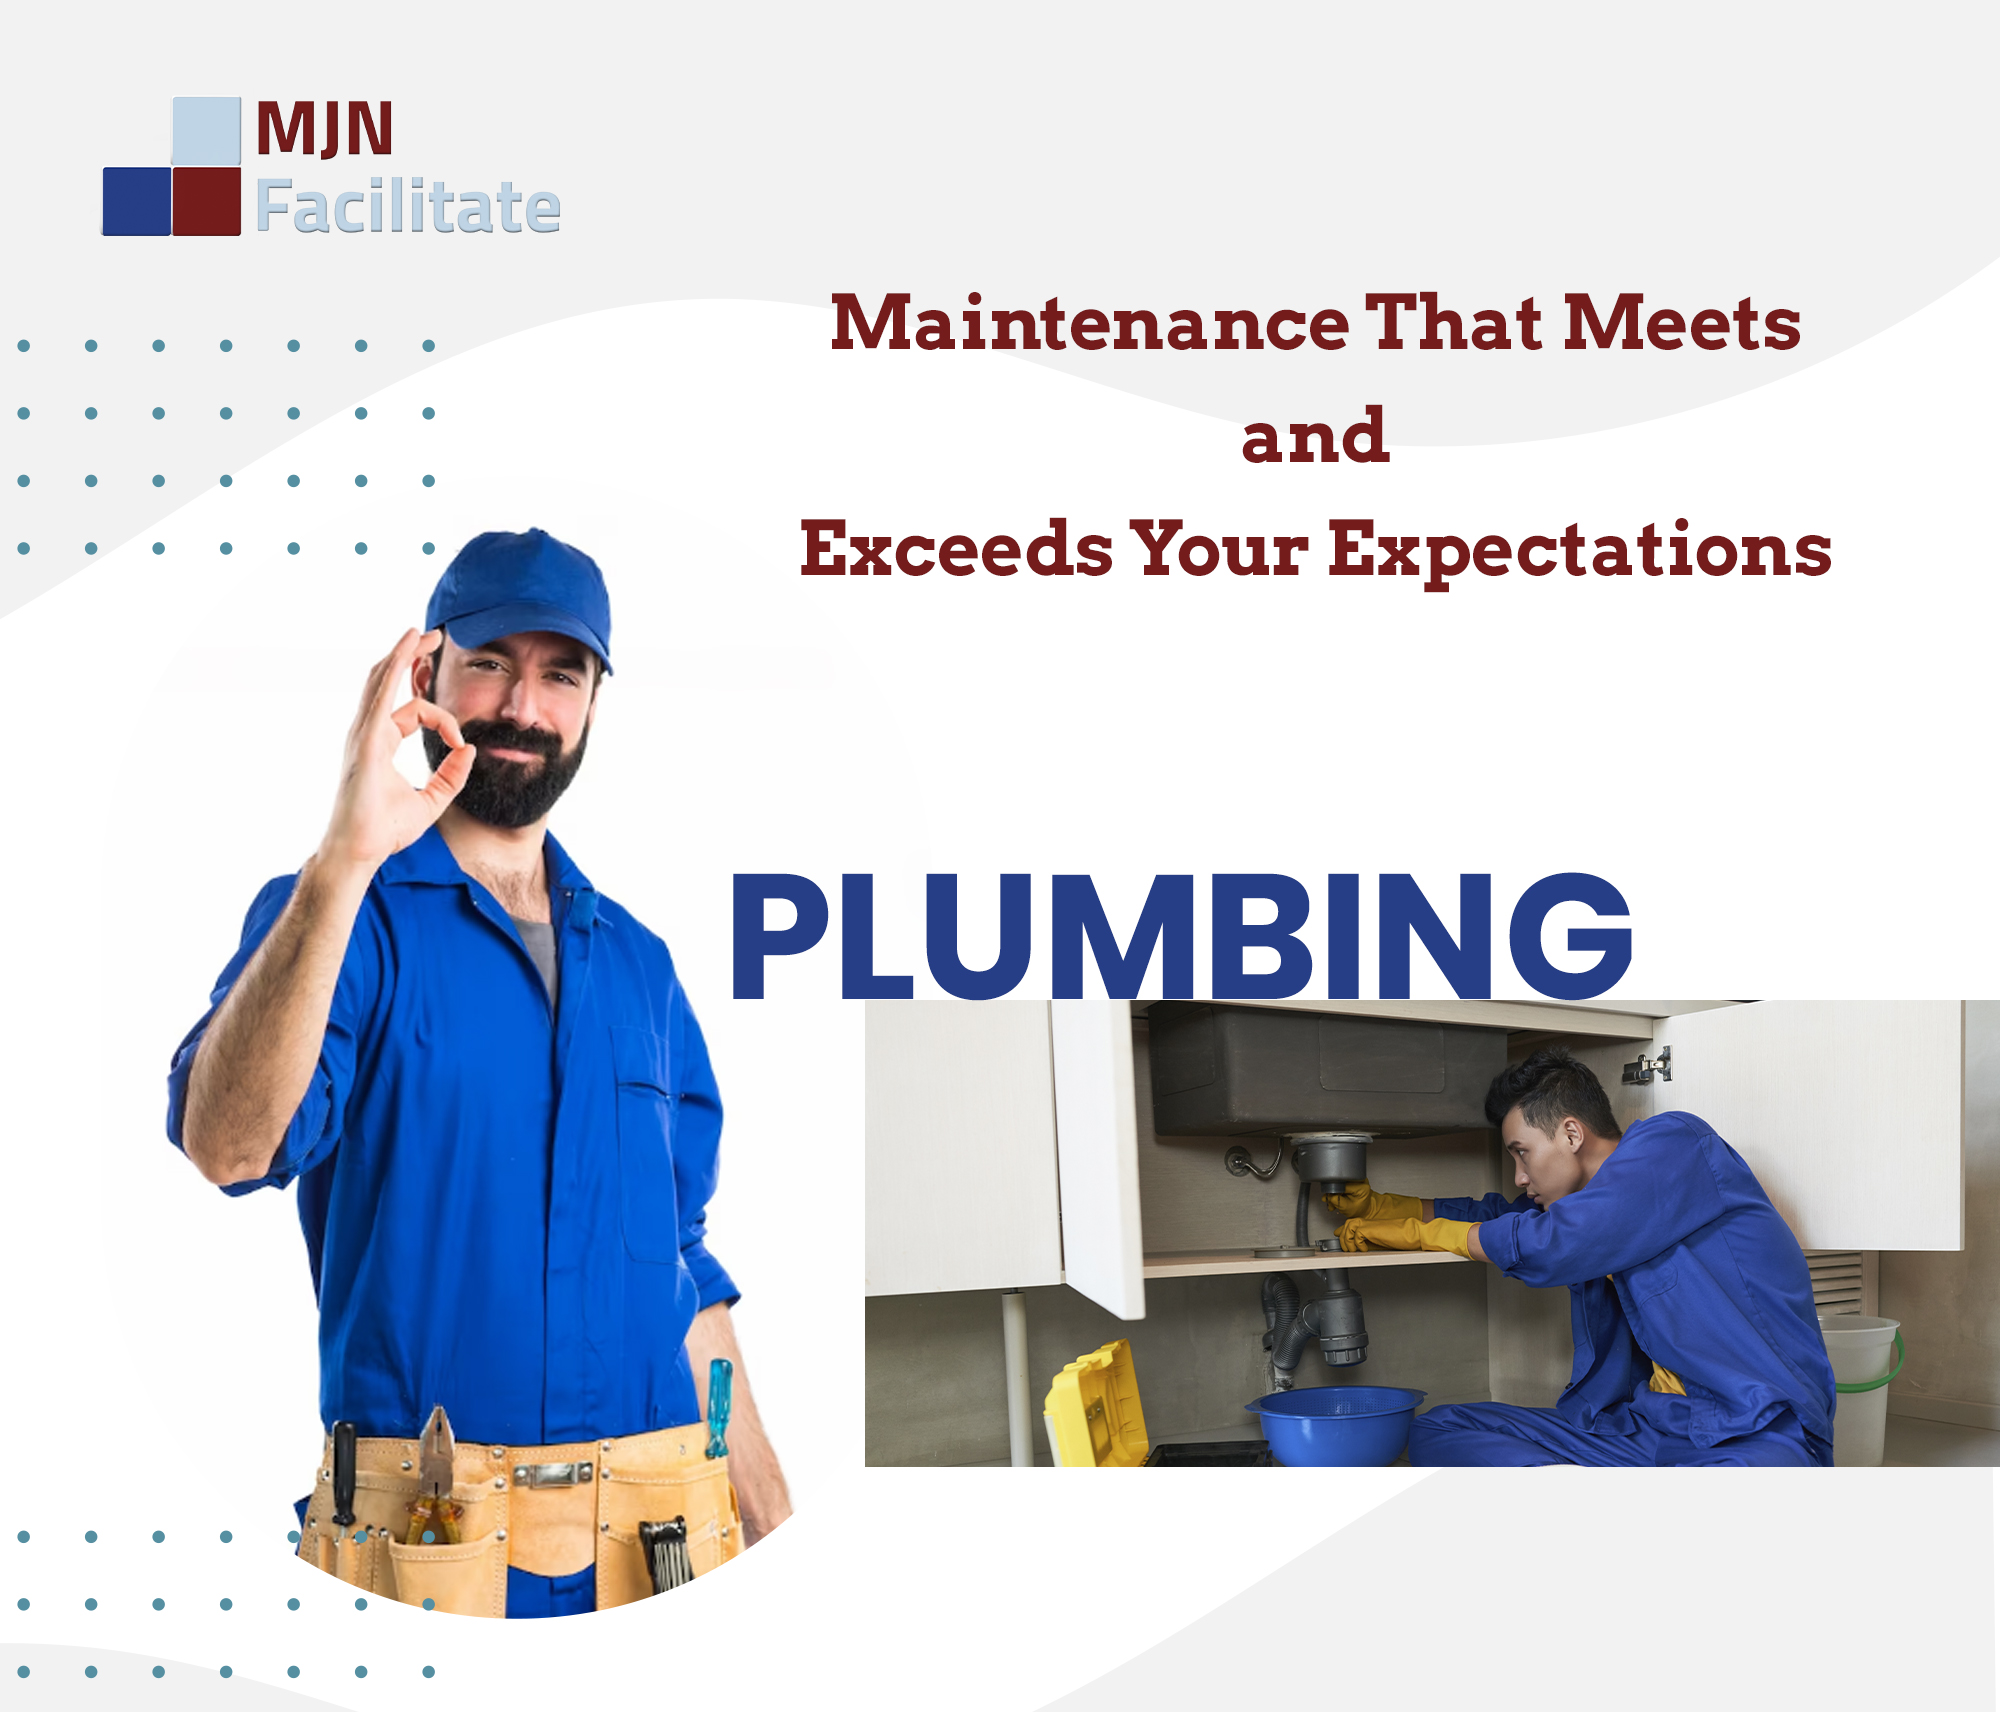 MJN
Facilitate
Maintenance That Meets
and
Exceeds Your Expectations
PLUMBING